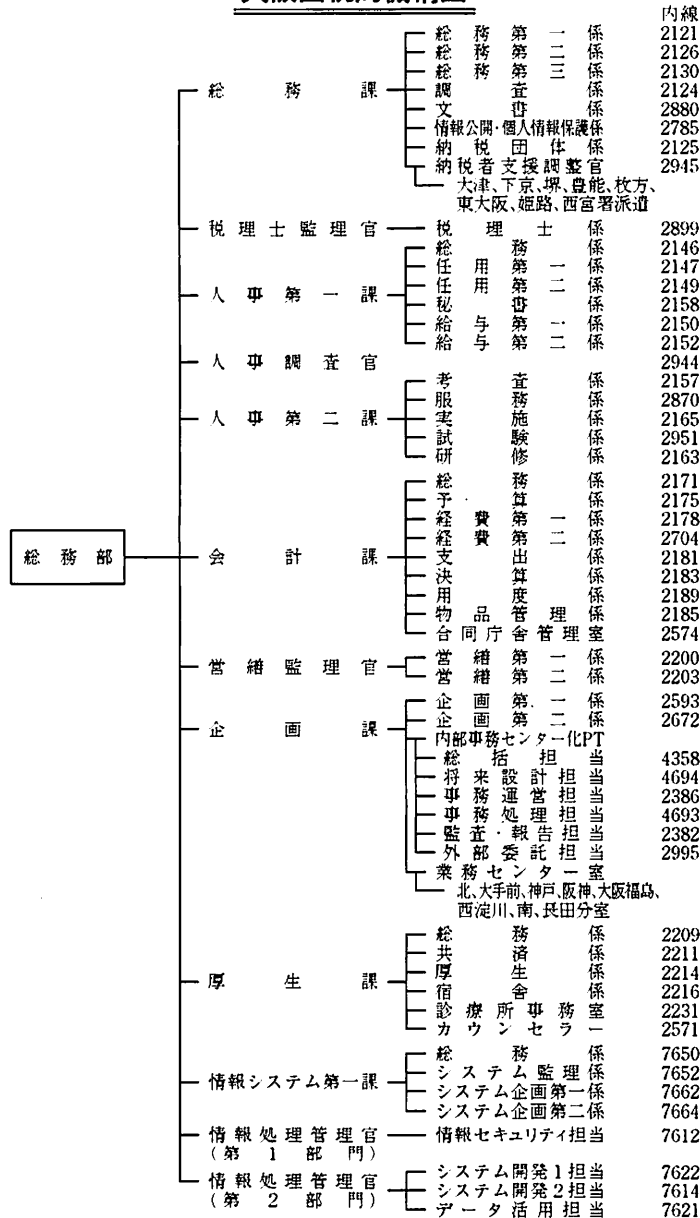 内線
総務部
総務課
総務第一係 2121
総務第二係 2126
総務第三係 2130
調査係 2124
文書係 2880
情報公開・個人情報保護係 2785
納税団体係 2125
納税者支援調整官 2945
大津、下京、堺、豊能、枚方、
東大阪、姫路、西宮署派遣
税理士監理官
税理士係 2899
人事第一課
総務係 2146
任用第一係 2147
任用第二係 2149
秘書係 2158
給与第一係 2150
給与第二係 2152
人事調査官 2944
人事第二課
考査係 2157
服務係 2870
実施係 2165
試験係 2951
研修係 2163
会計課
総務係 2171
予算係 2175
経費第一係 2178
経費第二係 2704
支出係 2181
決算係 2183
用度係 2189
物品管理係 2185
合同庁舎管理室 2574
営繕監理官
営繕第一係 2200
営繕第二係 2203
企画課
企画第一係 2593
企画第二係 2672
内部事務センター化PT
総括担当 4358
将来設計担当 4694
事務運営担当 2386
事務処理担当 4693
監査・報告担当 2382
外部委託担当 2995
業務センター室
北、大手前、神戸、阪神、大阪福島、
西淀川、南、長田分室
厚生課
総務係 2209
共済係 2211
厚生係 2214
宿舎係 2216
診療所事務室 2231
カウンセラー 2571
情報システム第一課
総務係 7650
システム監理係 7652
システム企画第一係 7662
システム企画第二係 7664
情報処理管理官
(第1部門)
情報セキュリティ担当 7612
情報処理管理官
(第2部門)
システム開発1担当 7622
システム開発2担当 7614
データ活用担当 7621